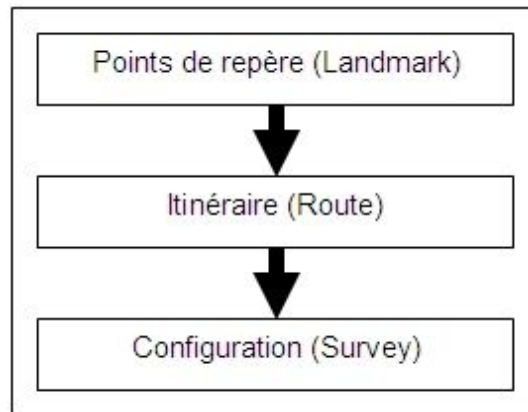 Points de repère (Landmark)
Itinéraire (Route)
Configuration (Survey)